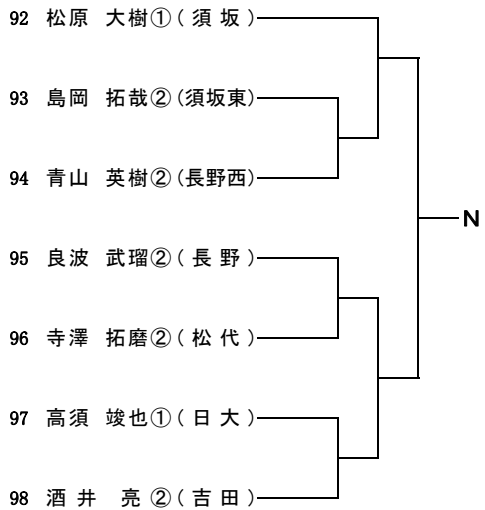 92 松原 大樹①(須坂)
93 島岡 拓哉②(須坂東)
94 青山 英樹②(長野西)
N
95 良波 武瑠②(長野)
96 寺澤 拓磨②(松代)
97 高須 竣也①(日大)
98 酒井 亮②(吉田)